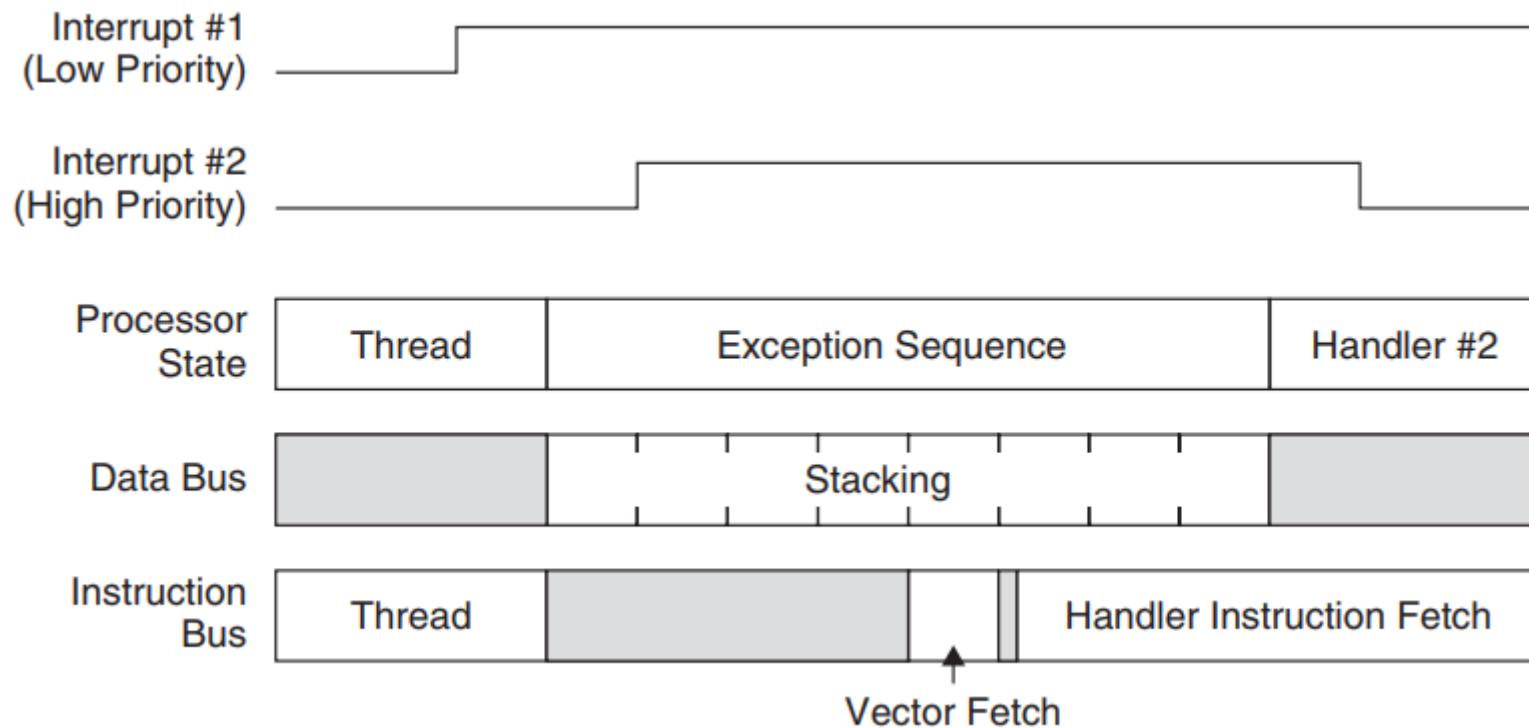 Interrupt #1
(Low Priority)
Interrupt #2
(High Priority)
Processor
State
Thread
Exception Sequence
Handler #2
Data Bus
Stacking
Instruction
Bus
Thread
Handler Instruction Fetch
Vector Fetch